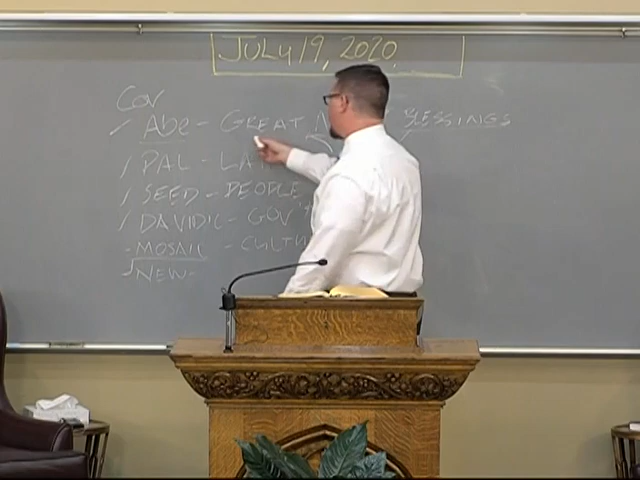 JULY 19, 2020
Cov
Abe - GREAT BLESSINGS
PAL - LA
SEED - PEOPLE
DAVIDIC - GOV'
- MOSAIC - CULTU
NEW -